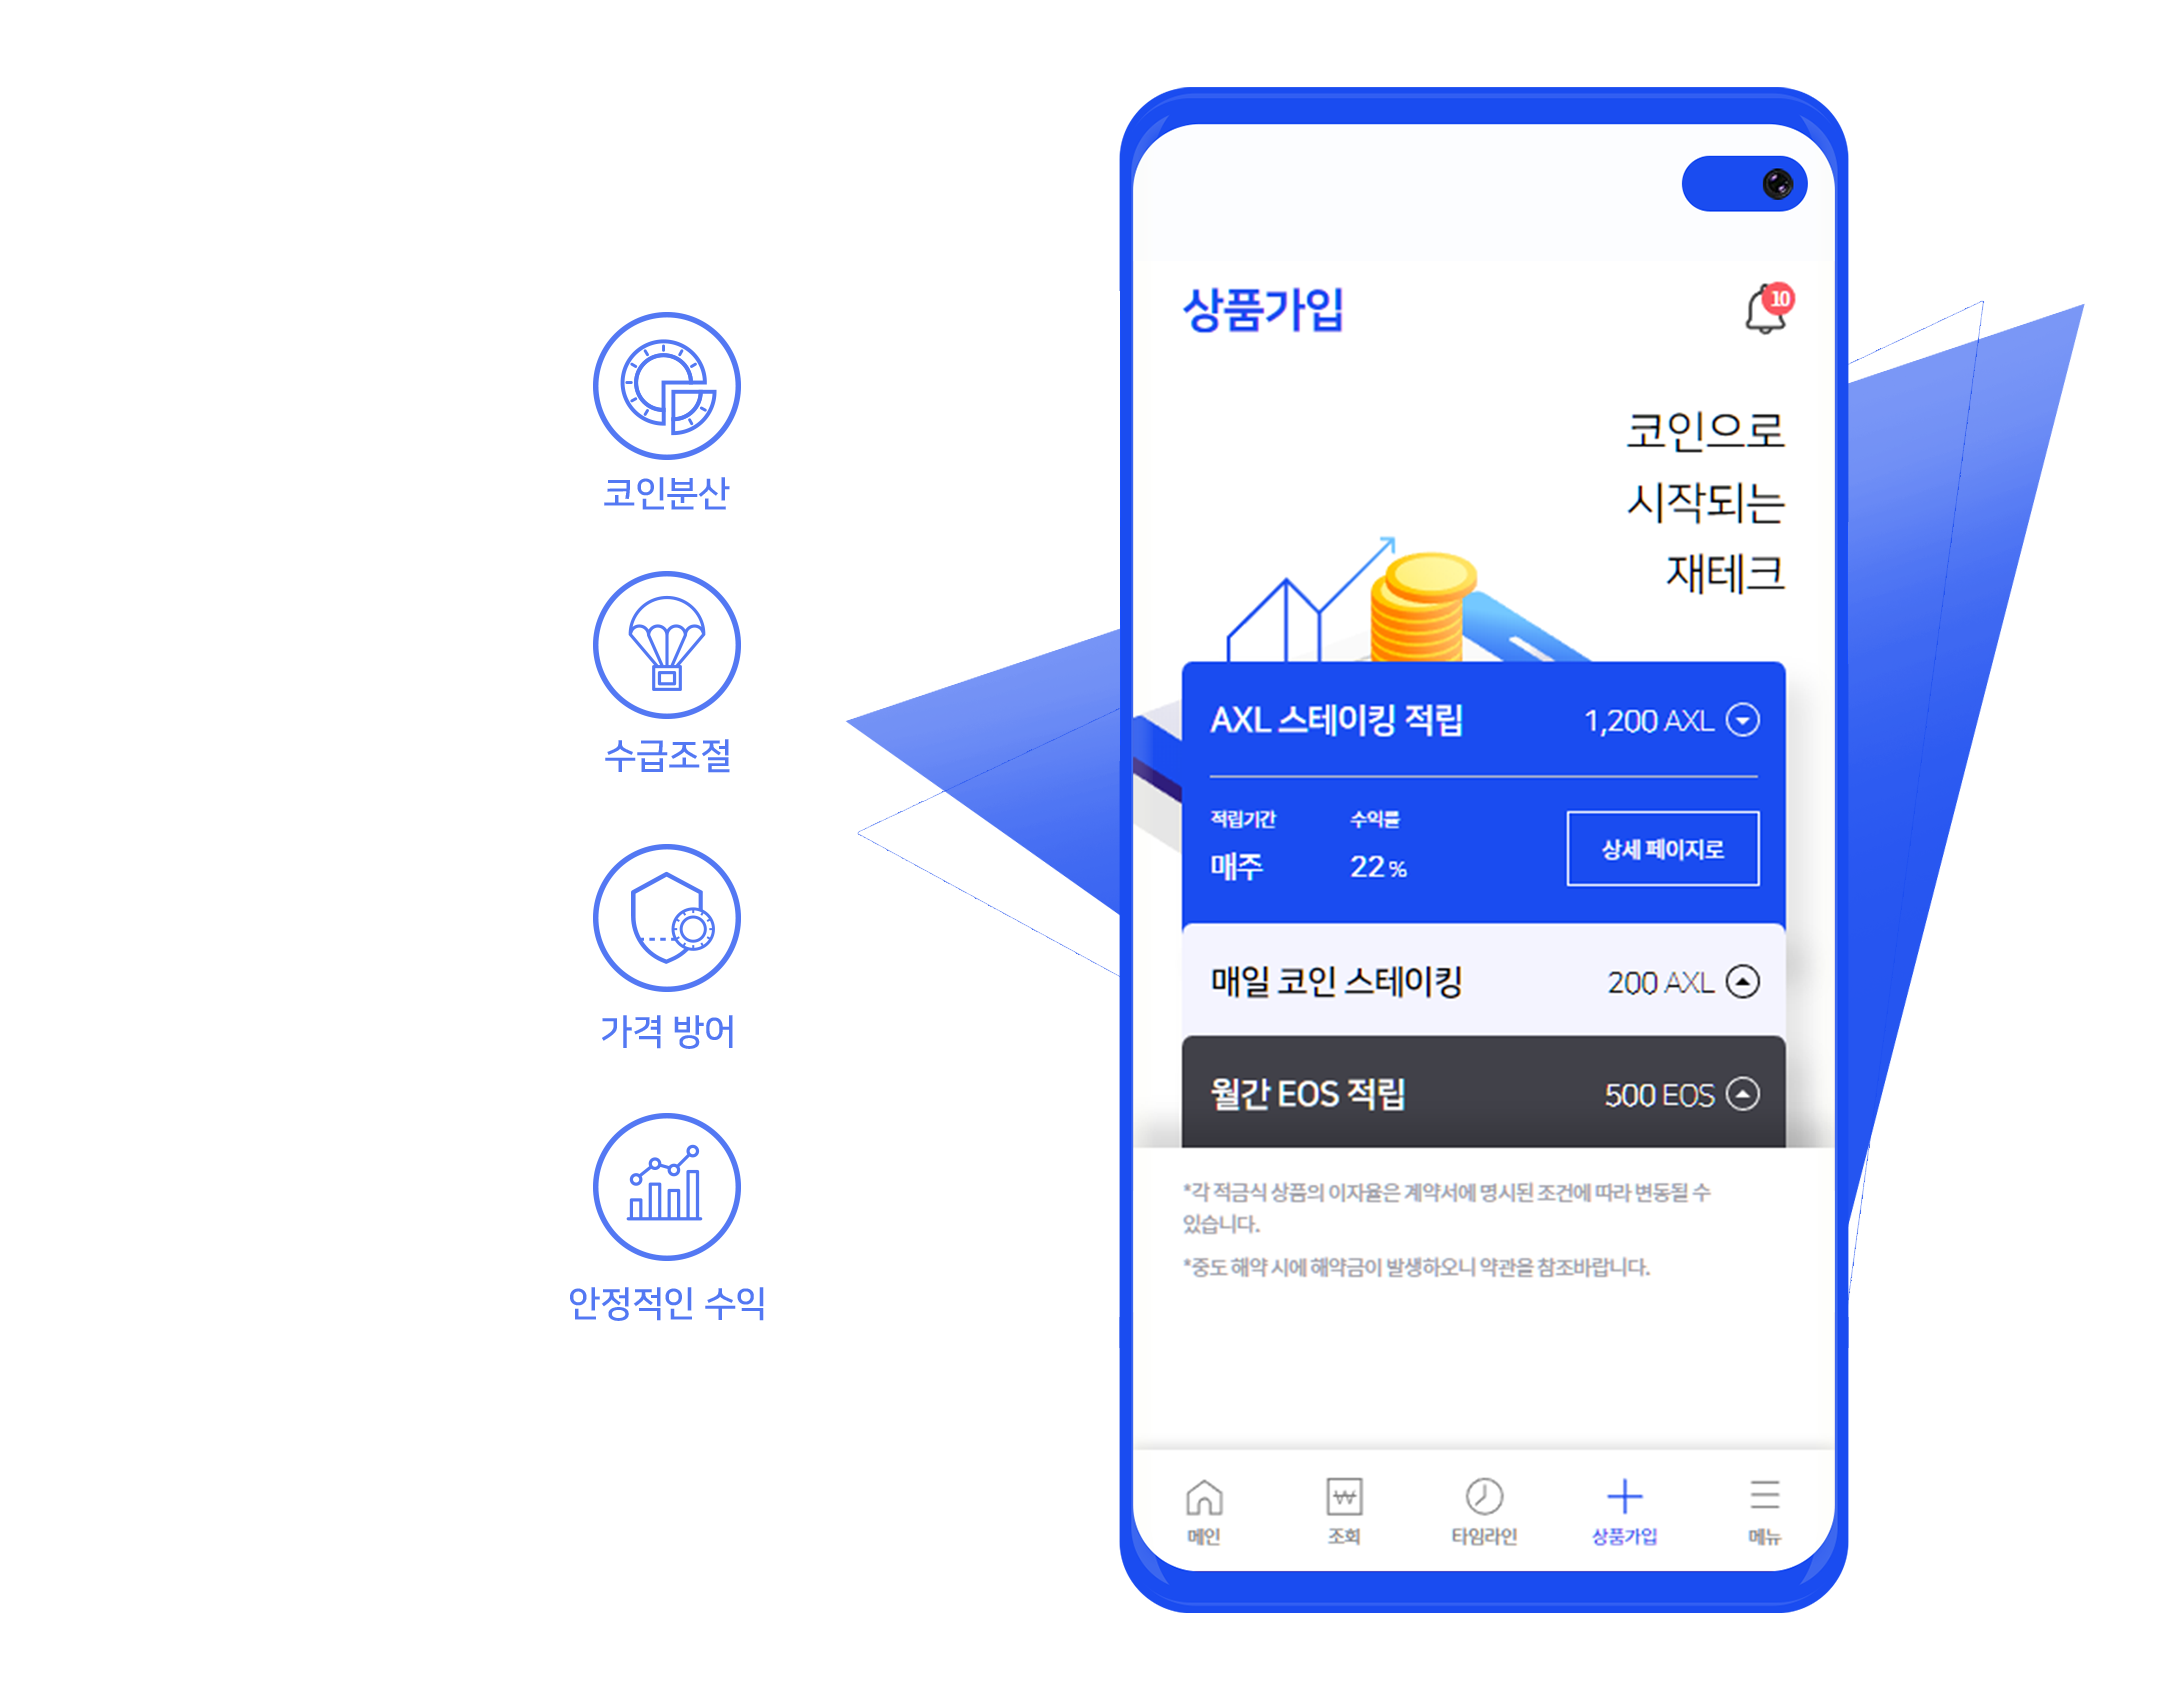 코인분산
수급조절
가격 방어
안정적인 수익
상품가입
10
코인으로
시작되는
재테크
AXL 스테이킹 적립
1,200 AXL
적립기간
수익률
매주
22 %
상세 페이지로
매일 코인 스테이킹
200 AXL
월간 EOS 적립
500 EOS
*각 적금식 상품의 이자율은 계약서에 명시된 조건에 따라 변동될 수
있습니다.
*중도 해약 시에 해약금이 발생하오니 약관을 참조바랍니다.
메인
조회
타임라인
상품가입
메뉴